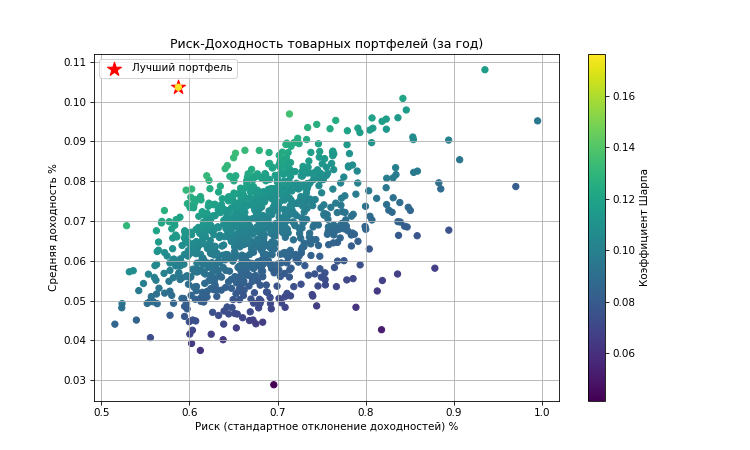 Риск-Доходность товарных портфелей (за год)
Лучший портфель
0.11
0.10
0.09
0.08
0.07
0.06
0.05
0.04
0.03
Средняя доходность %
0.5 0.6 0.7 0.8 0.9 1.0
Риск (стандартное отклонение доходностей) %
0.16
0.14
0.12
0.10
0.08
0.06
Коэффициент Шарпа